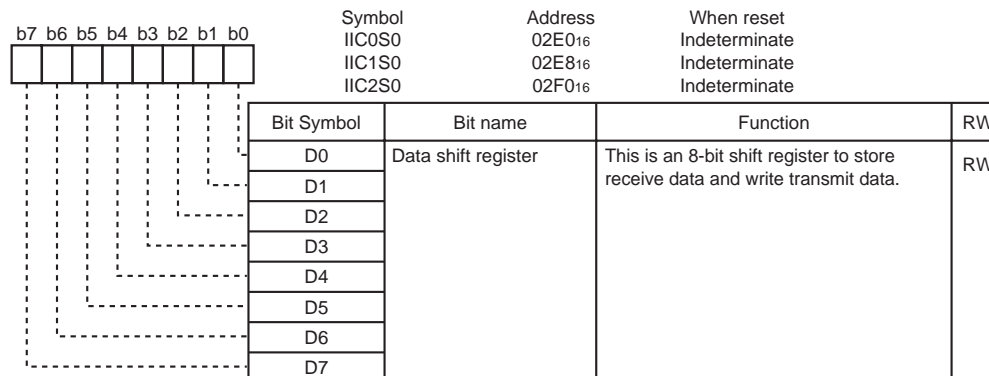 Symbol Address When reset
b7 b6 b5 b4 b3 b2 b1 b0
IIC0S0 02E016 Indeterminate
IIC1S0 02E816 Indeterminate
IIC2S0 02F016 Indeterminate
Bit Symbol Bit name Function RW
D0 Data shift register This is an 8-bit shift register to store RW
receive data and write transmit data.
D1
D2
D3
D4
D5
D6
D7